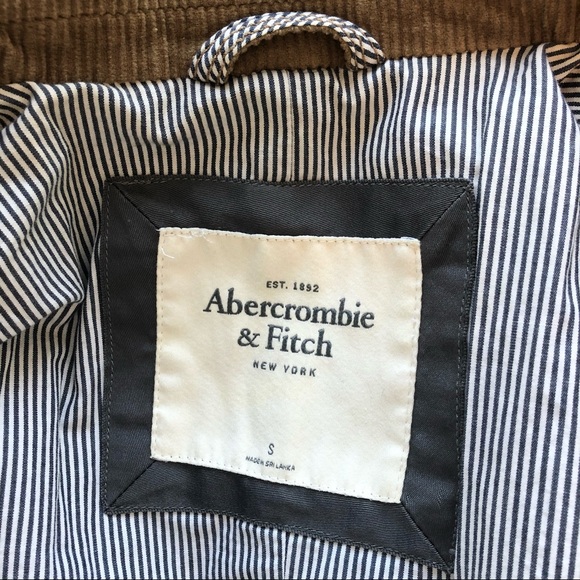 EST. 1892
Abercrombie
& Fitch
NEW YORK
S
MADE IN SRI LANKA